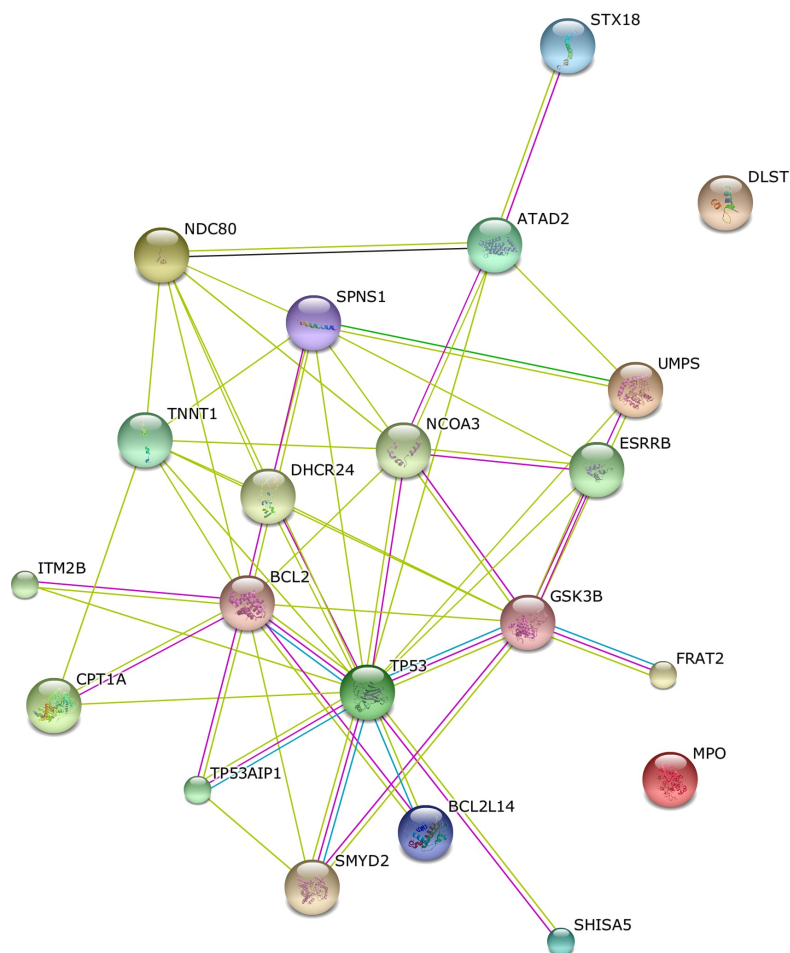 STX18
DLST
ATAD2
NDC80
SPNS1
UMPS
TNNT1
NCOA3
ESRRB
DHCR24
ITM2B
BCL2
GSK3B
TP53
FRAT2
CPT1A
MPO
TP53AIP1
BCL2L14
SMYD2
SHISA5